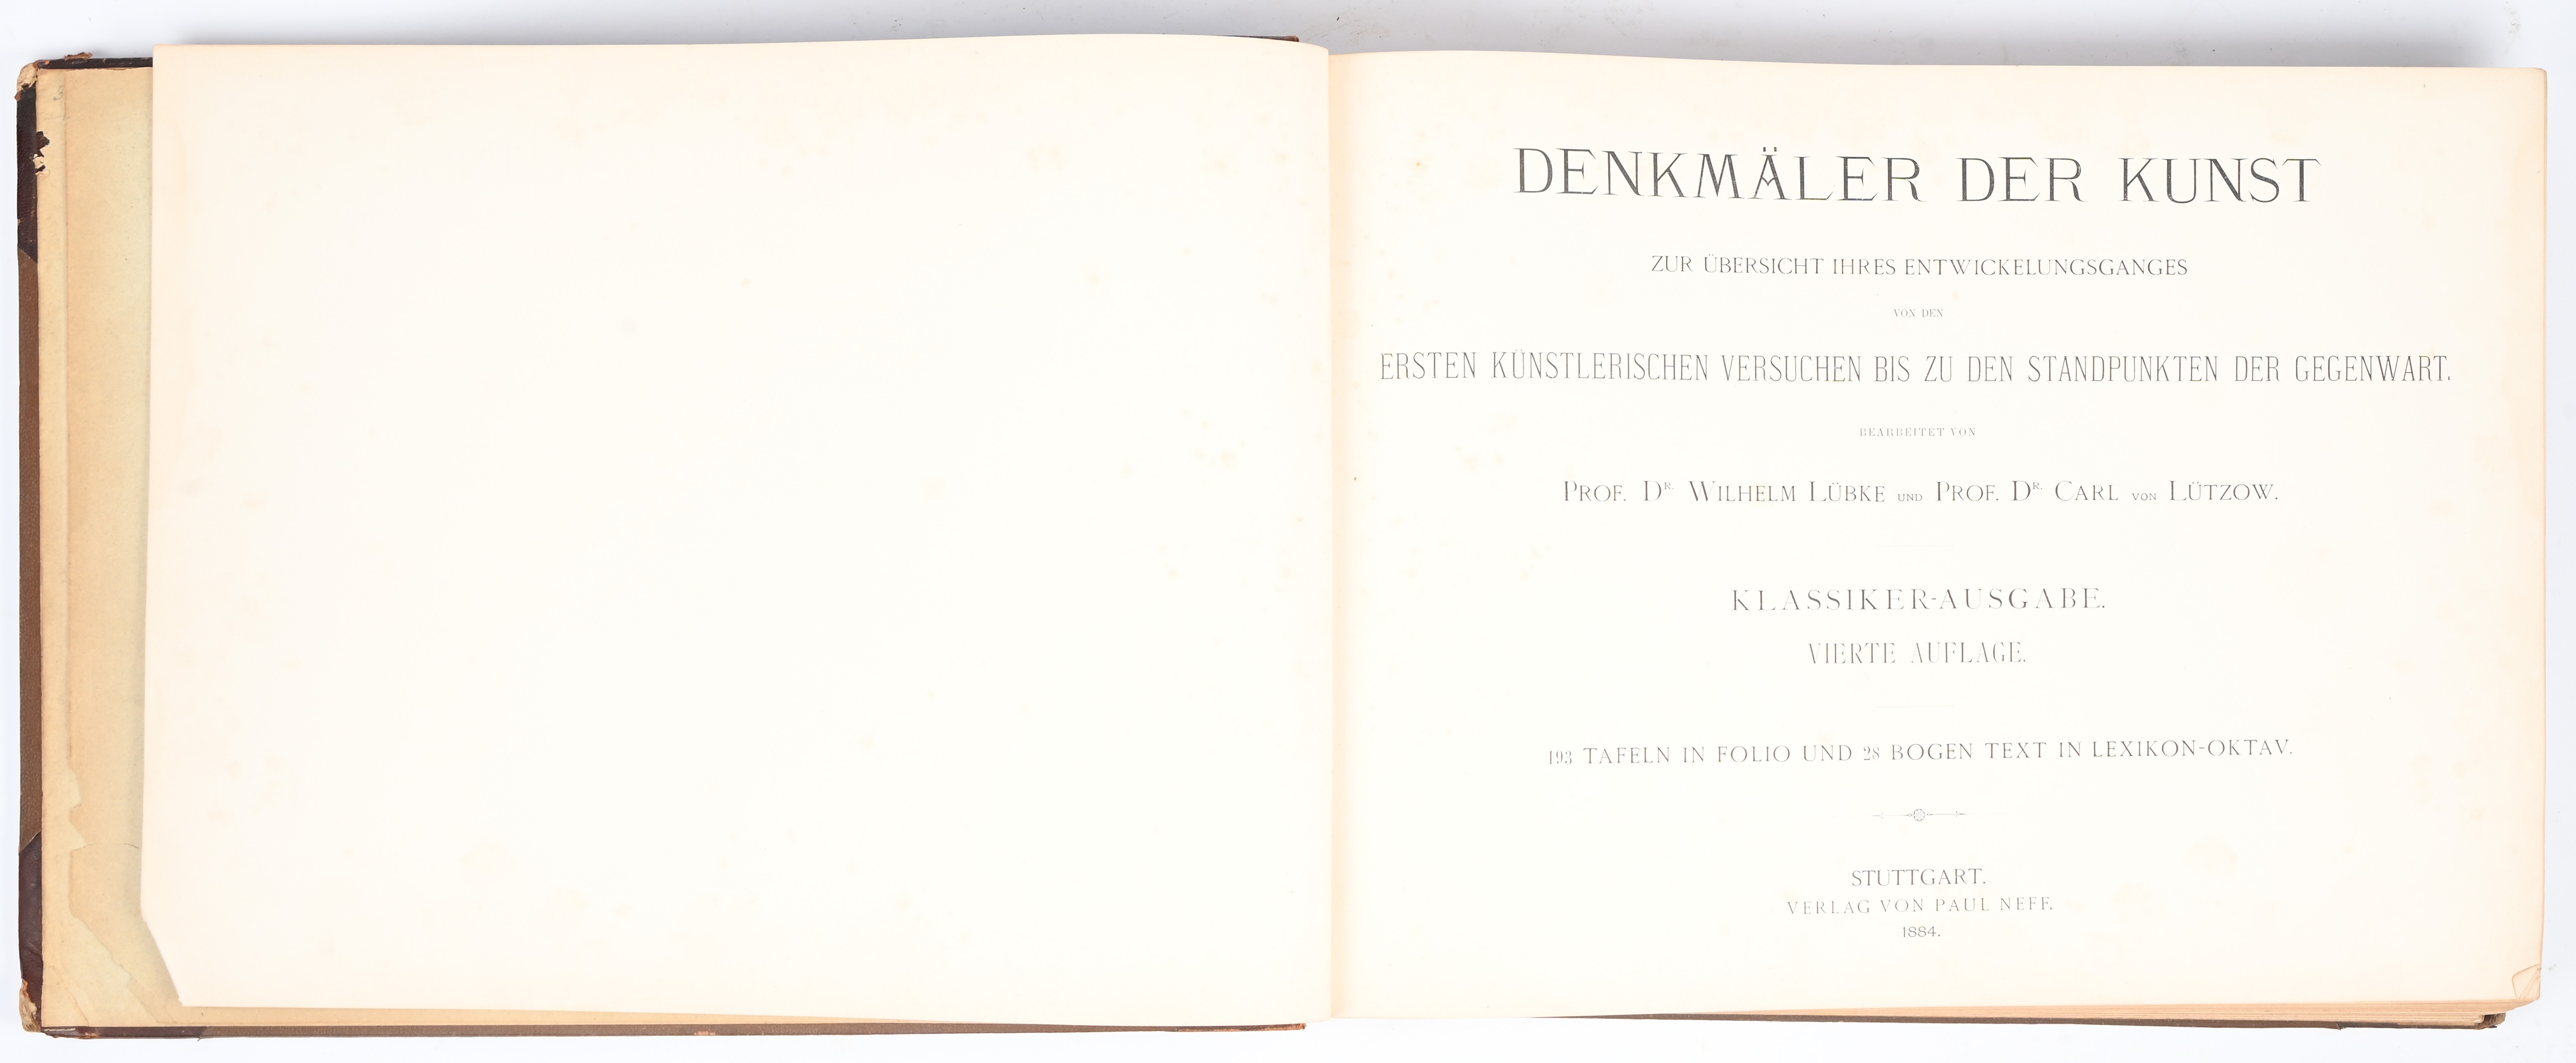 DENKMÄLER DER KUNST
ZUR ÜBERSICHT IHRES ENTWICKELUNGSGANGES
VON DEN
ERSTEN KÜNSTLERISCHEN VERSUCHEN BIS ZU DEN STANDPUNKTEN DER GEGENWART.
BEARBEITET VON
PROF. DR. WILHELM LÜBKE UND PROF. DR. CARL VON LÜTZOW.
KLASSIKER-AUSGABE.
VIERTE AUFLAGE.
193 TAFELN IN FOLIO UND 28 BOGEN TEXT IN LEXIKON-OKTAV.
STUTTGART.
VERLAG VON PAUL NEFF.
1884.